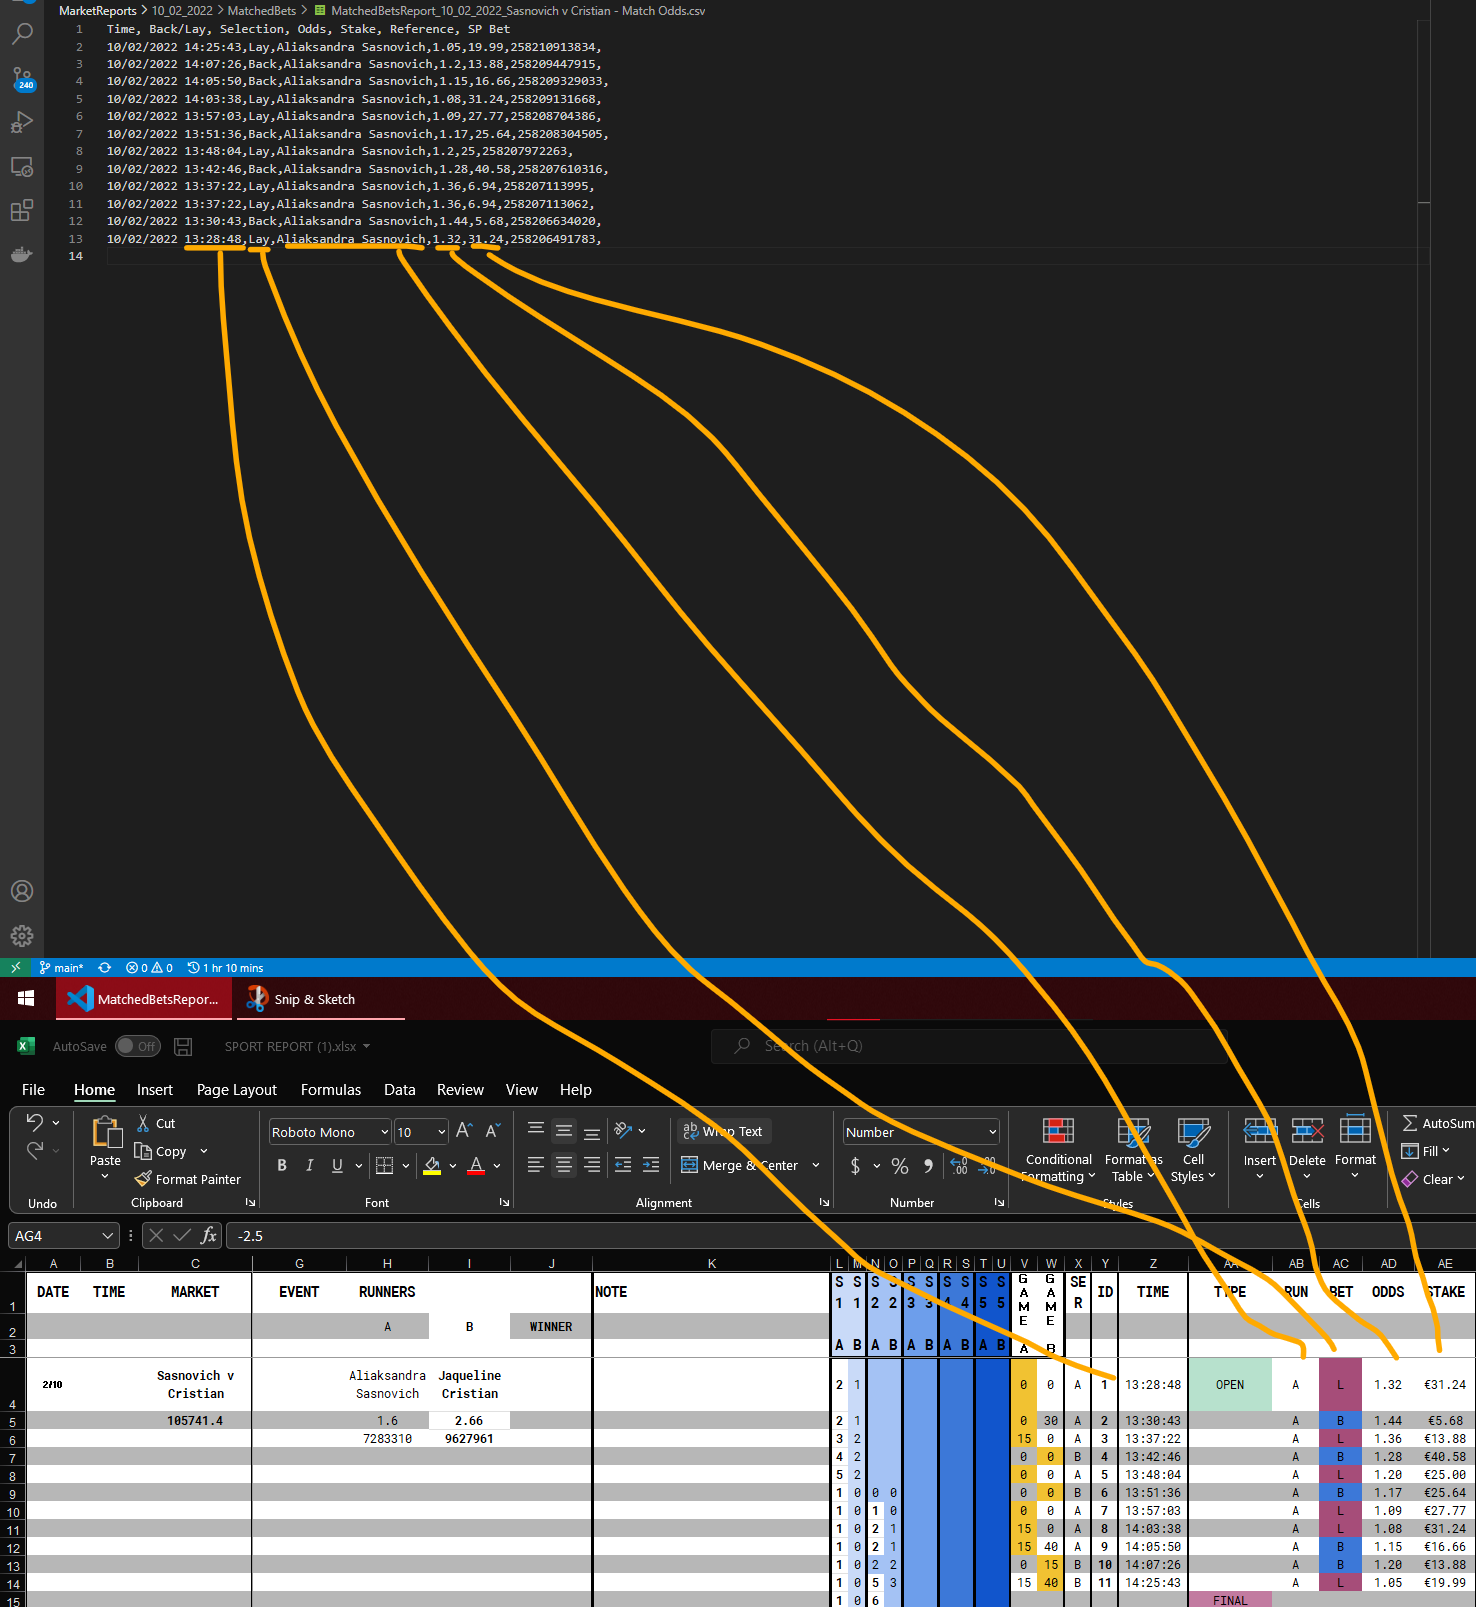 MarketReports > 10_02_2022 > MatchedBets > MatchedBetsReport_10_02_2022_Sasnovich v Cristian - Match Odds.csv
1 Time, Back/Lay, Selection, Odds, Stake, Reference, SP Bet
2 10/02/2022 14:25:43,Lay,Aliaksandra Sasnovich,1.05,19.99,258210913834,
3 10/02/2022 14:07:26,Back,Aliaksandra Sasnovich,1.2,13.88,258209447915,
4 10/02/2022 14:05:50,Back,Aliaksandra Sasnovich,1.15,16.66,258209329033,
5 10/02/2022 14:03:38,Lay,Aliaksandra Sasnovich,1.08,31.24,258209131668,
6 10/02/2022 13:57:03,Lay,Aliaksandra Sasnovich,1.09,27.77,258208704386,
7 10/02/2022 13:51:36,Back,Aliaksandra Sasnovich,1.17,25.64,258208304505,
8 10/02/2022 13:48:04,Lay,Aliaksandra Sasnovich,1.2,25,258207972263,
9 10/02/2022 13:42:46,Back,Aliaksandra Sasnovich,1.28,40.58,258207610316,
10 10/02/2022 13:37:22,Lay,Aliaksandra Sasnovich,1.36,6.94,258207113995,
11 10/02/2022 13:37:22,Lay,Aliaksandra Sasnovich,1.36,6.94,258207113062,
12 10/02/2022 13:30:43,Back,Aliaksandra Sasnovich,1.44,5.68,258206634020,
13 10/02/2022 13:28:48,Lay,Aliaksandra Sasnovich,1.32,31.24,258206491783,
14
240
main* 0 0 1 hr 10 mins
MatchedBetsRepor... Snip & Sketch
AutoSave Off SPORT REPORT (1).xlsx Search (Alt+Q)
File Home Insert Page Layout Formulas Data Review View Help
Cut Roboto Mono 10 Wrap Text Number AutoSum
Paste Copy Conditional Formatting Format as Table Cell Styles Insert Delete Format Fill
Format Painter B I U A Merge & Center $ % Clear
Undo Clipboard Font Alignment Number Styles Cells
AG4 fx -2.5
A B C G H I J K L M N O P Q R S T U V W X Y Z AA AB AC AD AE
1 DATE TIME MARKET EVENT RUNNERS NOTE S1 S1 S2 S2 S3 S3 S4 S4 S5 S5 GAME A GAME B SER ID TIME TYPE RUN BET ODDS STAKE
2 A B WINNER
3 A B A B A B A B A B
4 2/10 Sasnovich v Cristian Aliaksandra Sasnovich Jaqueline Cristian 2 1 0 0 A 1 13:28:48 OPEN A L 1.32 €31.24
5 105741.4 1.6 2.66 2 1 0 30 A 2 13:30:43 A B 1.44 €5.68
6 7283310 9627961 3 2 15 0 A 3 13:37:22 A L 1.36 €13.88
7 4 2 0 0 B 4 13:42:46 A B 1.28 €40.58
8 5 2 0 0 A 5 13:48:04 A L 1.20 €25.00
9 1 0 0 0 0 0 B 6 13:51:36 A B 1.17 €25.64
10 1 0 1 0 0 0 A 7 13:57:03 A L 1.09 €27.77
11 1 0 2 1 15 0 A 8 14:03:38 A L 1.08 €31.24
12 1 0 2 1 15 40 A 9 14:05:50 A B 1.15 €16.66
13 1 0 2 2 0 15 B 10 14:07:26 A B 1.20 €13.88
14 1 0 5 3 15 40 B 11 14:25:43 A L 1.05 €19.99
15 1 0 6 FINAL